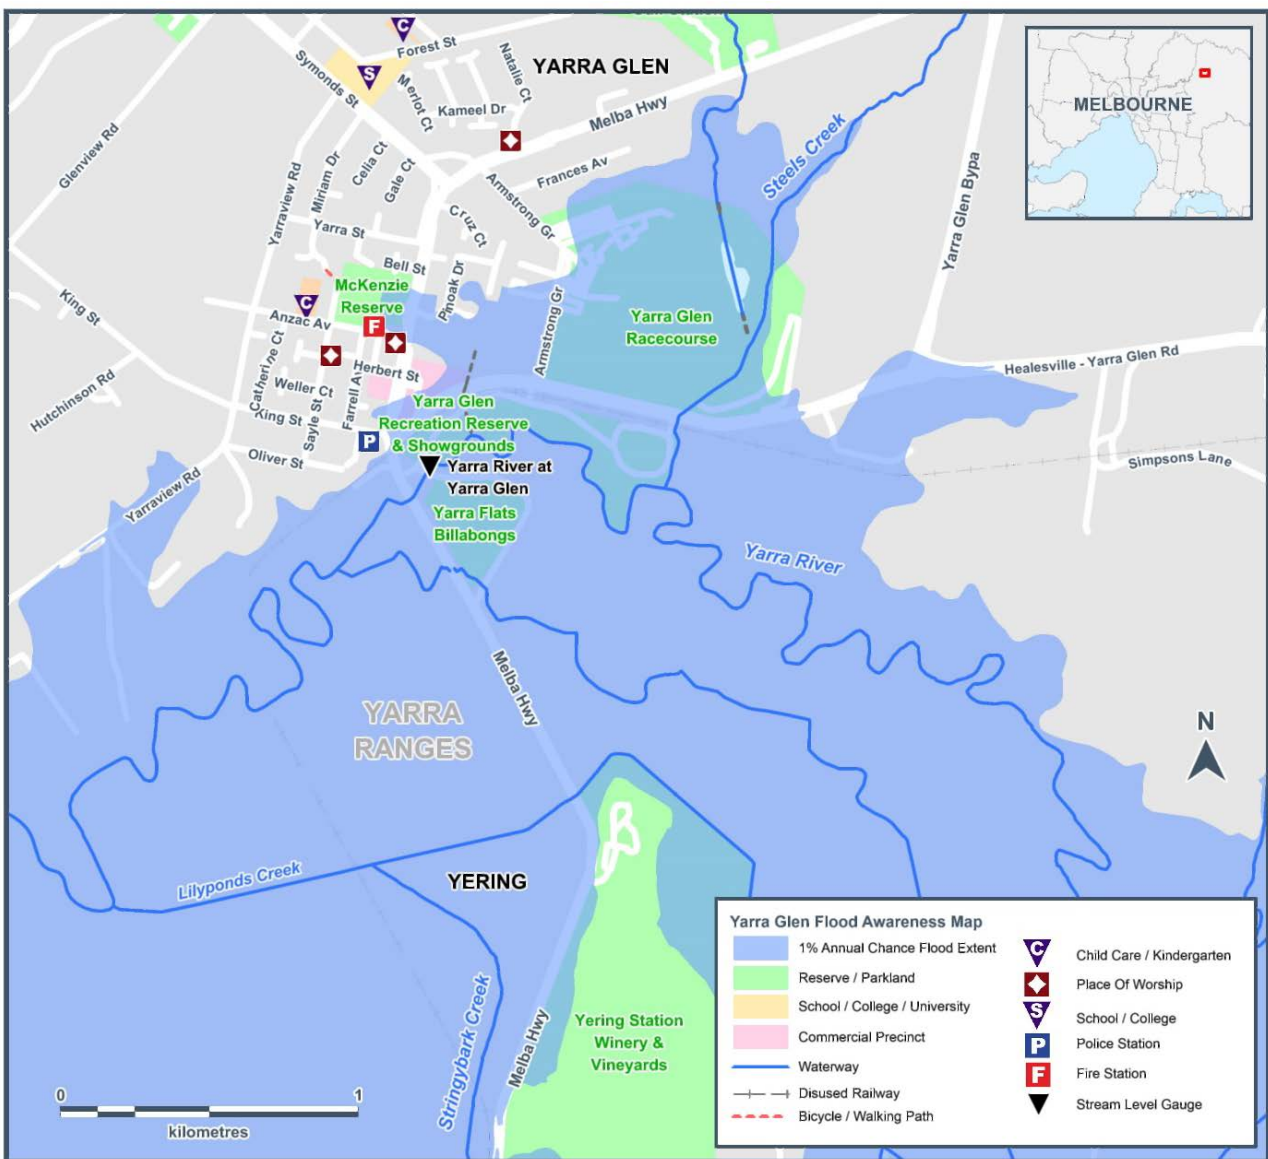 C
Forest St
S
Symonds St
Merlot Ct
Natalie Ct
Kameel Dr
YARRA GLEN
Melba Hwy
Glenview Rd
Yarraview Rd
Miriam Dr
Celia Ct
Gale Ct
Frances Av
Armstrong Gr
Steels Creek
Yarra Glen Bypa
MELBOURNE
Yarra St
Cruz Ct
Bell St
Pinoak Dr
McKenzie
Reserve
C
Anzac Av
F
King St
Hutchinson Rd
Catherine Ct
Weller Ct
Herbert St
Farrell Av
Sayle St
King St
Oliver St
P
Armstrong Gr
Yarra Glen
Racecourse
Healesville - Yarra Glen Rd
Simpsons Lane
Yarra Glen
Recreation Reserve
& Showgrounds
Yarra River at
Yarra Glen
Yarra Flats
Billabongs
Yarraview Rd
Yarra River
Melba Hwy
YARRA
RANGES
N
Lilyponds Creek
YERING
Stringybark Creek
Melba Hwy
Yering Station
Winery &
Vineyards
0 1
kilometres
Yarra Glen Flood Awareness Map
1% Annual Chance Flood Extent
Reserve / Parkland
School / College / University
Commercial Precinct
Waterway
Disused Railway
Bicycle / Walking Path
C Child Care / Kindergarten
Place Of Worship
S School / College
P Police Station
F Fire Station
Stream Level Gauge